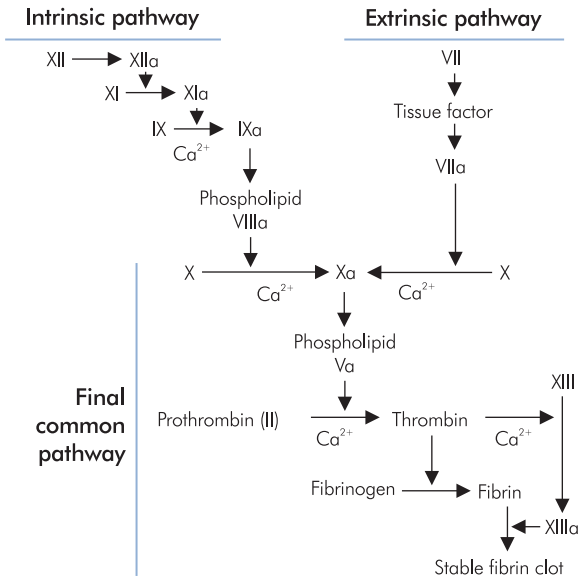 Intrinsic pathway
Extrinsic pathway
XII
XIIa
VII
XI
XIa
Tissue factor
IX
IXa
Ca²⁺
VIIa
Phospholipid
VIIIa
X
Xa
X
Ca²⁺
Ca²⁺
Phospholipid
Va
Final
common
pathway
XIII
Prothrombin (II)
Thrombin
Ca²⁺
Ca²⁺
Fibrinogen
Fibrin
XIIIa
Stable fibrin clot